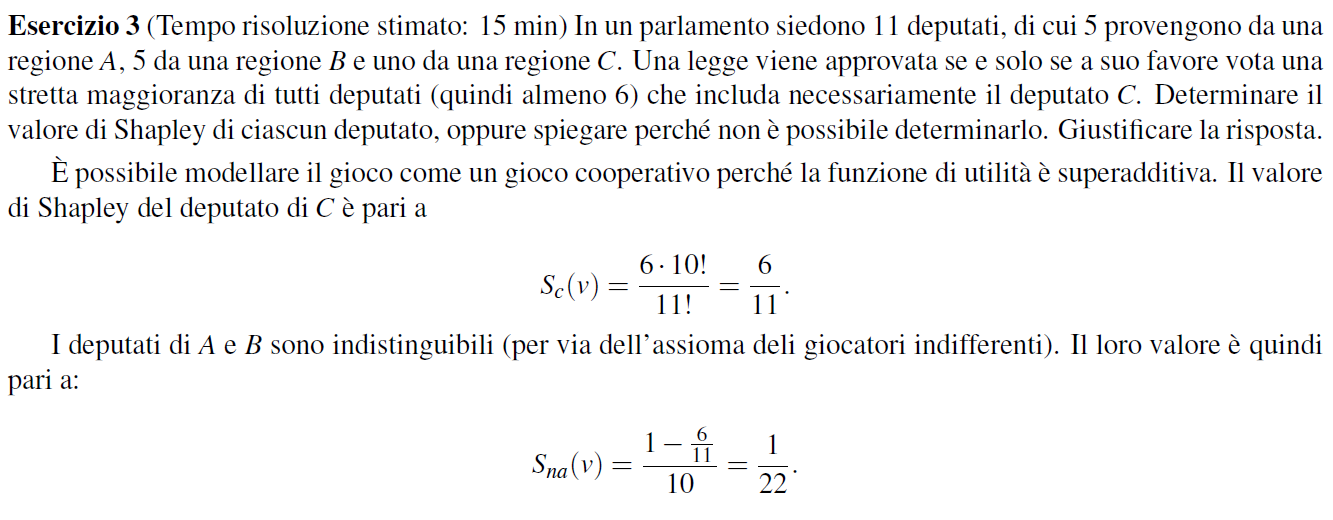 Esercizio 3 (Tempo risoluzione stimato: 15 min) In un parlamento siedono 11 deputati, di cui 5 provengono da una
regione A, 5 da una regione B e uno da una regione C. Una legge viene approvata se e solo se a suo favore vota una
stretta maggioranza di tutti deputati (quindi almeno 6) che includa necessariamente il deputato C. Determinare il
valore di Shapley di ciascun deputato, oppure spiegare perché non è possibile determinarlo. Giustificare la risposta.
È possibile modellare il gioco come un gioco cooperativo perché la funzione di utilità è superadditiva. Il valore
di Shapley del deputato di C è pari a
S_c(v) = \frac{6 · 10!}{11!} = \frac{6}{11}.
I deputati di A e B sono indistinguibili (per via dell'assioma deli giocatori indifferenti). Il loro valore è quindi
pari a:
S_{na}(v) = \frac{1 − \frac{6}{11}}{10} = \frac{1}{22}.